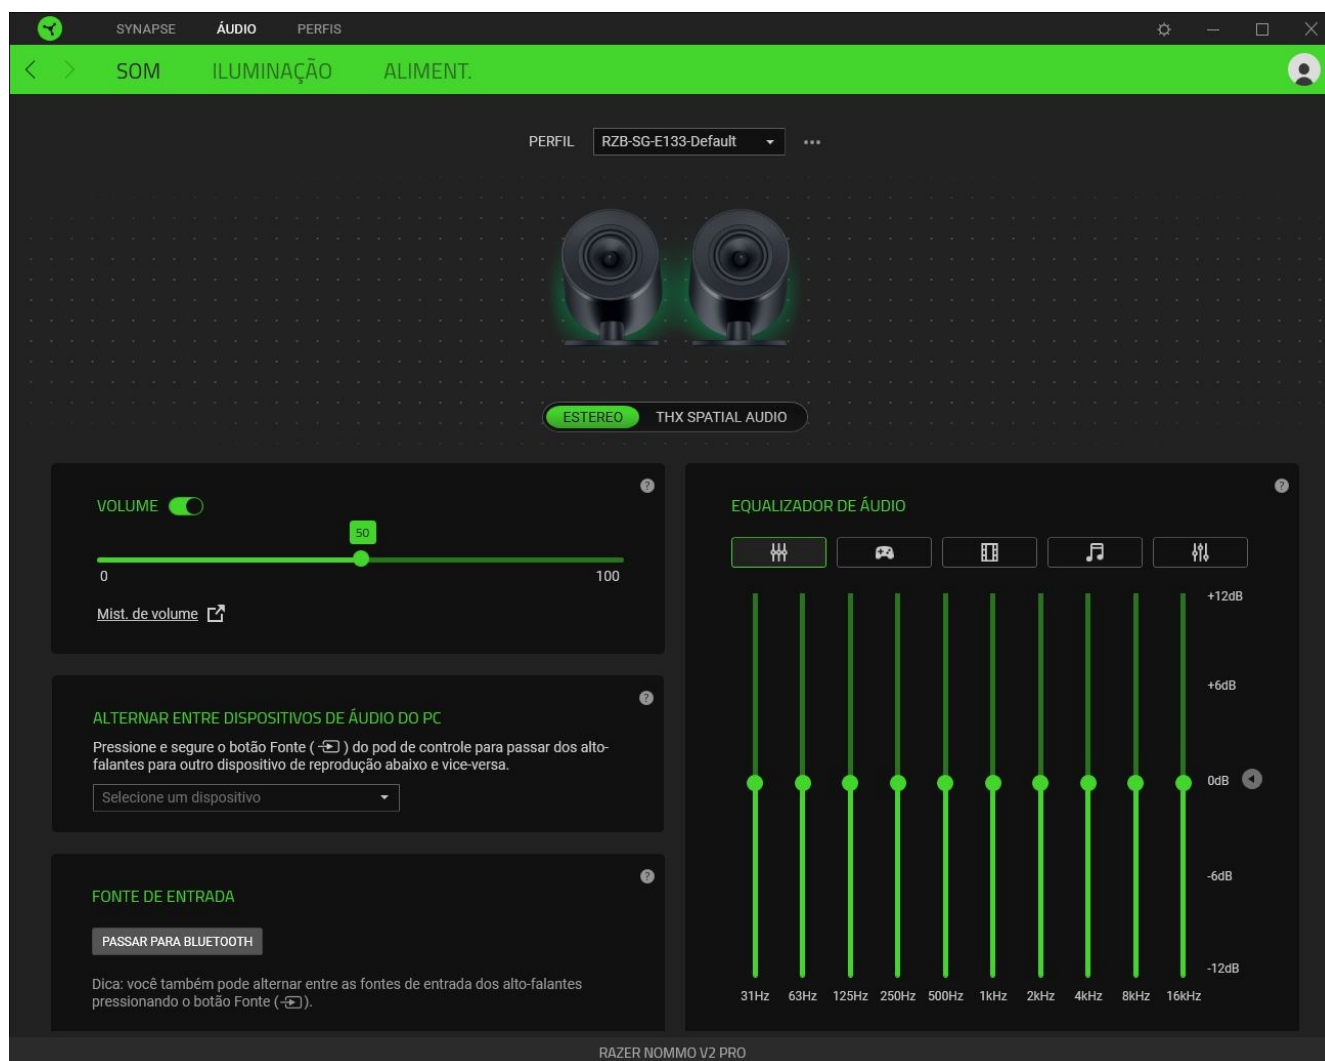 SYNAPSE ÁUDIO PERFIS
SOM ILUMINAÇÃO ALIMENT.
PERFIL RZB-SG-E133-Default
ESTEREO THX SPATIAL AUDIO
VOLUME
50
0 100
Mist. de volume
ALTERNAR ENTRE DISPOSITIVOS DE ÁUDIO DO PC
Pressione e segure o botão Fonte ( ) do pod de controle para passar dos alto-
falantes para outro dispositivo de reprodução abaixo e vice-versa.
Selecione um dispositivo
FONTE DE ENTRADA
PASSAR PARA BLUETOOTH
Dica: você também pode alternar entre as fontes de entrada dos alto-falantes
pressionando o botão Fonte ( ).
EQUALIZADOR DE ÁUDIO
+12dB
+6dB
0dB
-6dB
-12dB
31Hz 63Hz 125Hz 250Hz 500Hz 1kHz 2kHz 4kHz 8kHz 16kHz
RAZER NOMMO V2 PRO